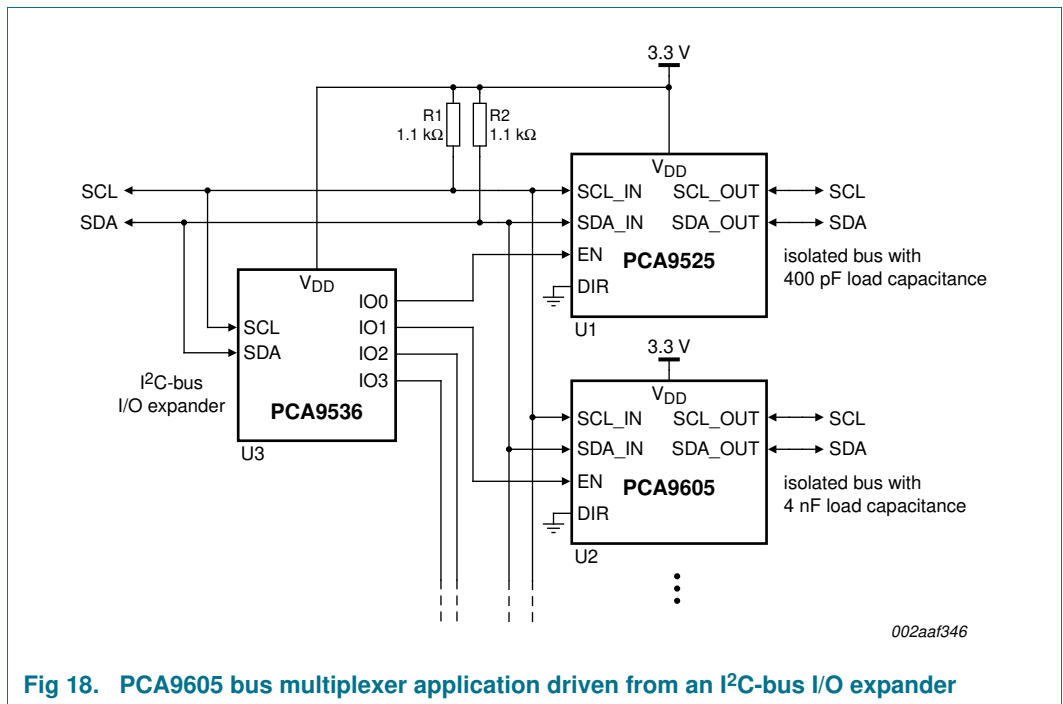 3.3 V
R1
1.1 kΩ
R2
1.1 kΩ
SCL
SDA
VDD
SCL_IN
SCL_OUT
SCL
SDA_IN
SDA_OUT
SDA
EN
PCA9525
DIR
isolated bus with
400 pF load capacitance
U1
VDD
IO0
SCL
IO1
SDA
IO2
IO3
I2C-bus
I/O expander
PCA9536
U3
3.3 V
VDD
SCL_IN
SCL_OUT
SCL
SDA_IN
SDA_OUT
SDA
EN
PCA9605
DIR
isolated bus with
4 nF load capacitance
U2
002aaf346
Fig 18. PCA9605 bus multiplexer application driven from an I2C-bus I/O expander